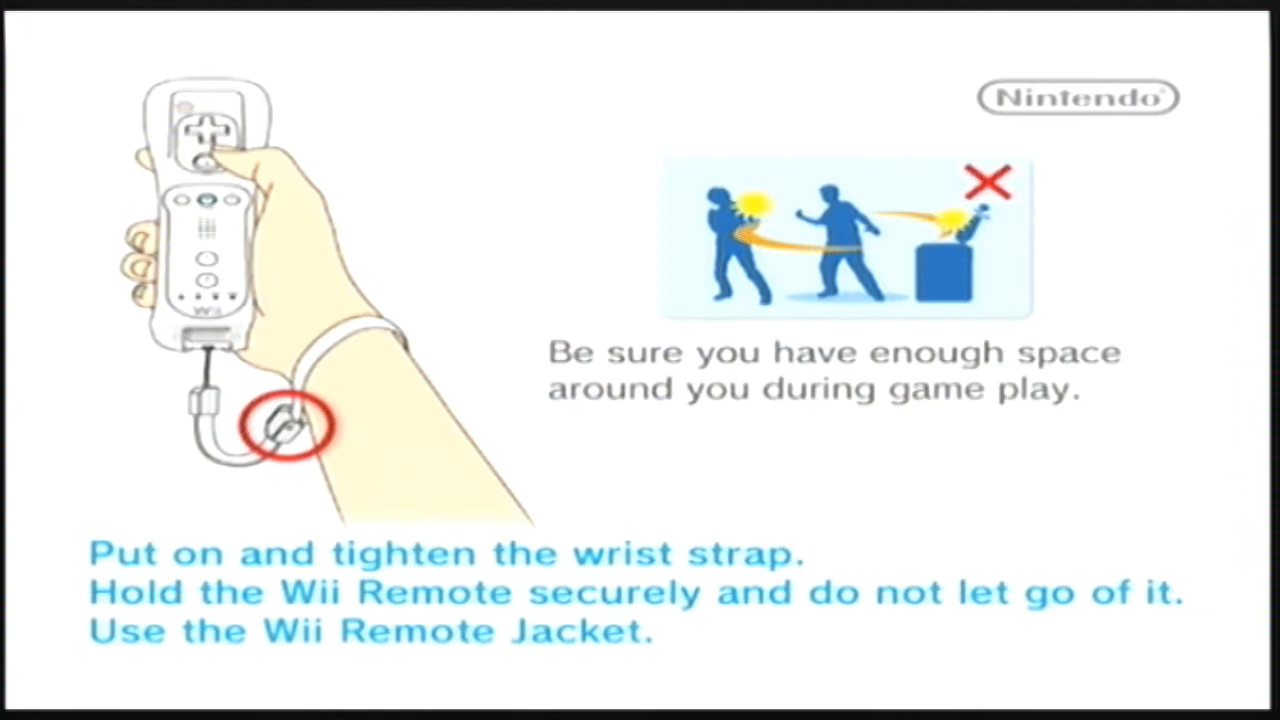 Nintendo
Wii
Be sure you have enough space
around you during game play.
Put on and tighten the wrist strap.
Hold the Wii Remote securely and do not let go of it.
Use the Wii Remote Jacket.